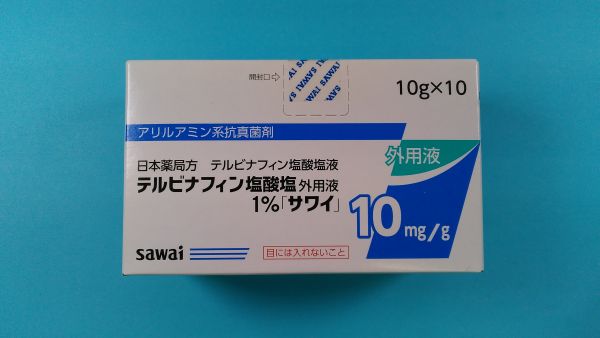 開封口⇨
SAWAI SAWAI
10g×10
アリルアミン系抗真菌剤
日本薬局方 テルビナフィン塩酸塩液
テルビナフィン塩酸塩外用液
1%「サワイ」
外用液
10mg/g
sawai
目には入れないこと